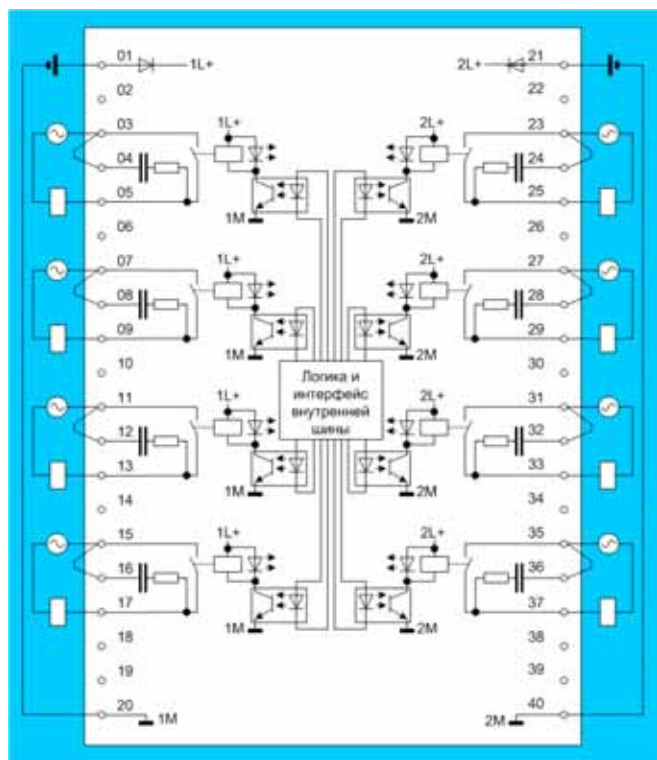 01 1L+ 2L+ 21
02 22
03 1L+ 2L+ 23
04 24
05 1M 2M 25
06 26
07 1L+ 2L+ 27
08 28
09 1M 2M 29
10 30
Логика и
интерфейс
внутренней
шины
11 1L+ 2L+ 31
12 32
13 1M 2M 33
14 34
15 1L+ 2L+ 35
16 36
17 1M 2M 37
18 38
19 39
20 1M 2M 40